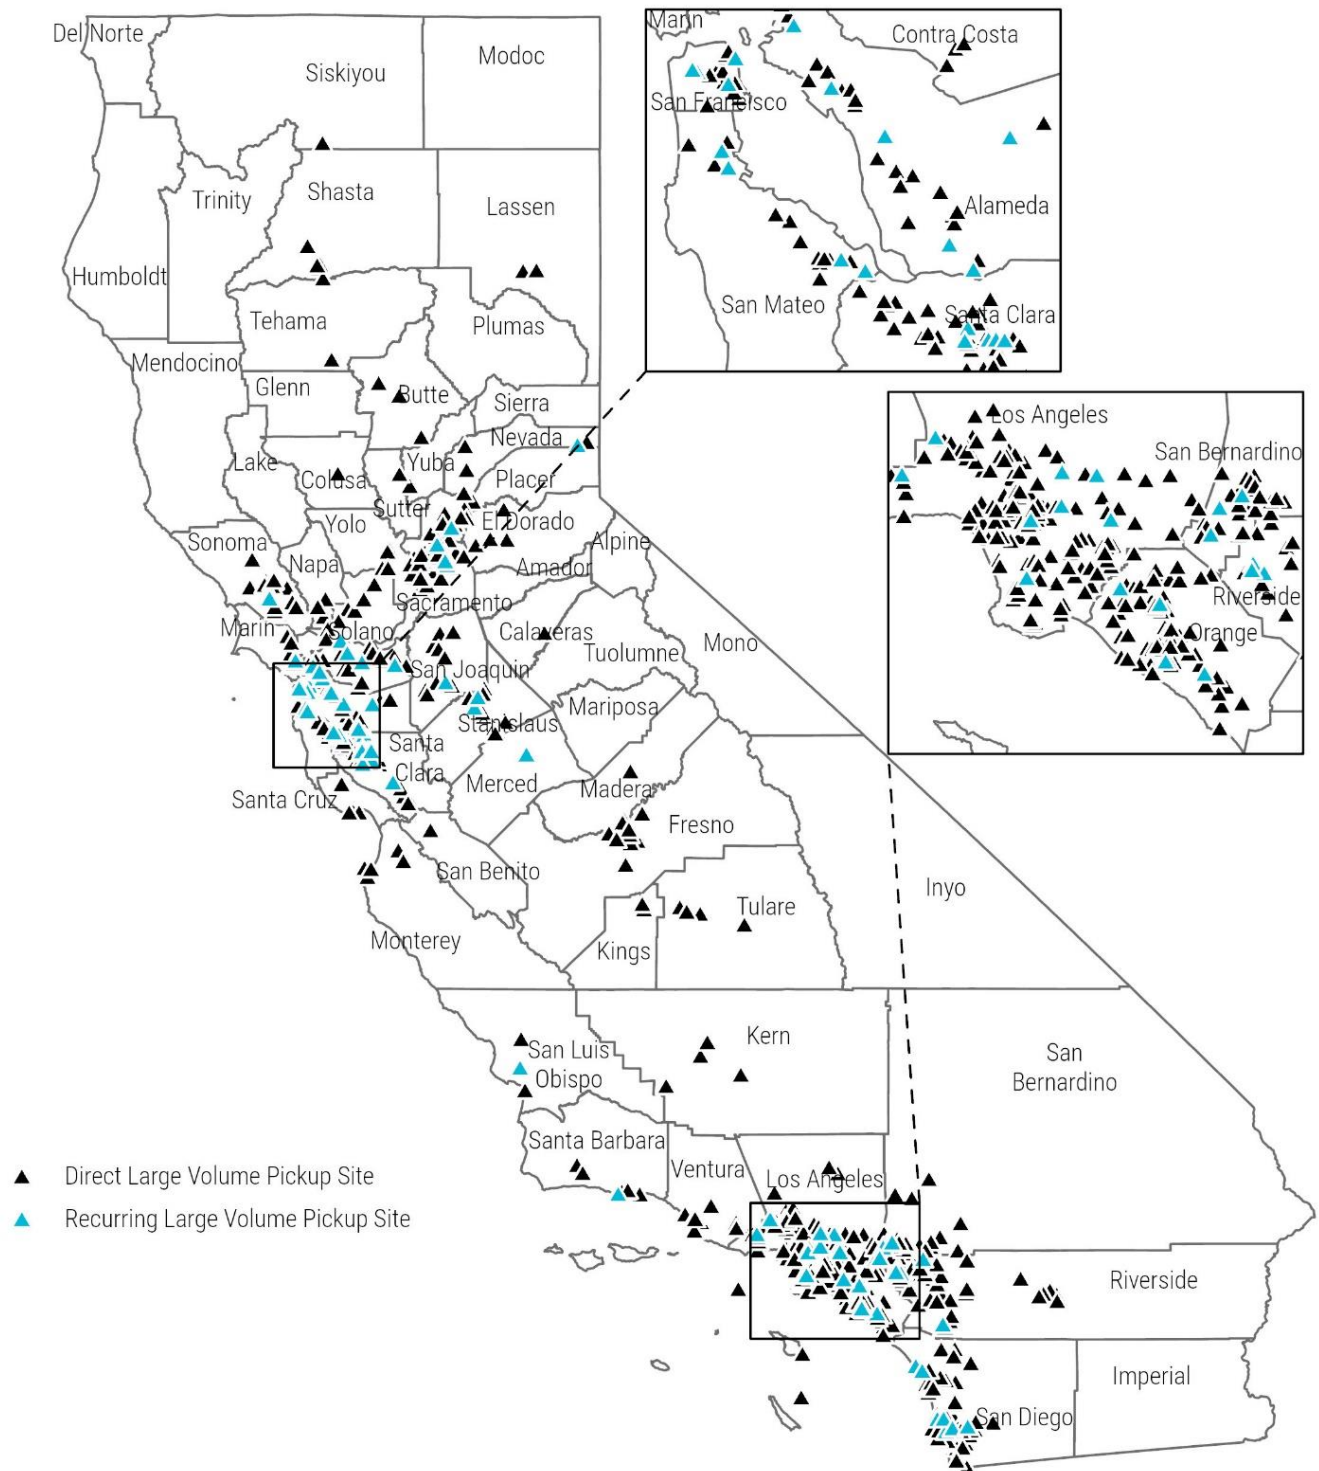 Del Norte
Siskiyou
Modoc
Trinity
Shasta
Lassen
Humboldt
Tehama
Plumas
Mendocino
Glenn
Butte
Sierra
Nevada
Lake
Colusa
Yuba
Placer
Sutter
Yolo
El Dorado
Sonoma
Napa
Alpine
Amador
Sacramento
Marin
Solano
Calaveras
San Joaquin
Tuolumne
Mono
Stanislaus
Mariposa
Santa
Clara
Merced
Madera
Santa Cruz
Fresno
San Benito
Inyo
Tulare
Monterey
Kings
San Luis
Obispo
Kern
San
Bernardino
Santa Barbara
Ventura
Los Angeles
Riverside
Imperial
San Diego
Marin
Contra Costa
San Francisco
Alameda
San Mateo
Santa Clara
Los Angeles
San Bernardino
Riverside
Orange
Direct Large Volume Pickup Site
Recurring Large Volume Pickup Site